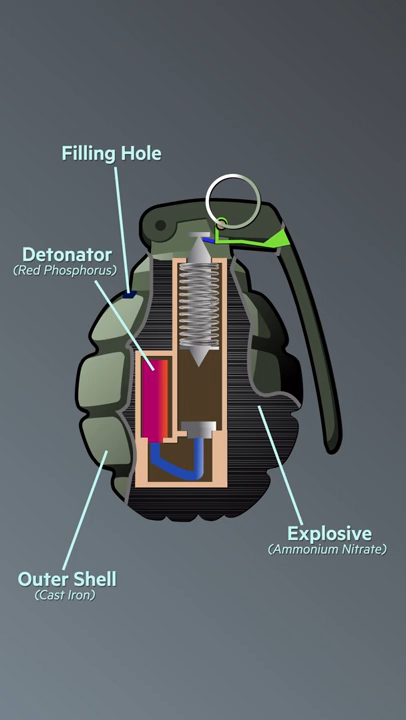 Filling Hole
Detonator
(Red Phosphorus)
Explosive
(Ammonium Nitrate)
Outer Shell
(Cast Iron)